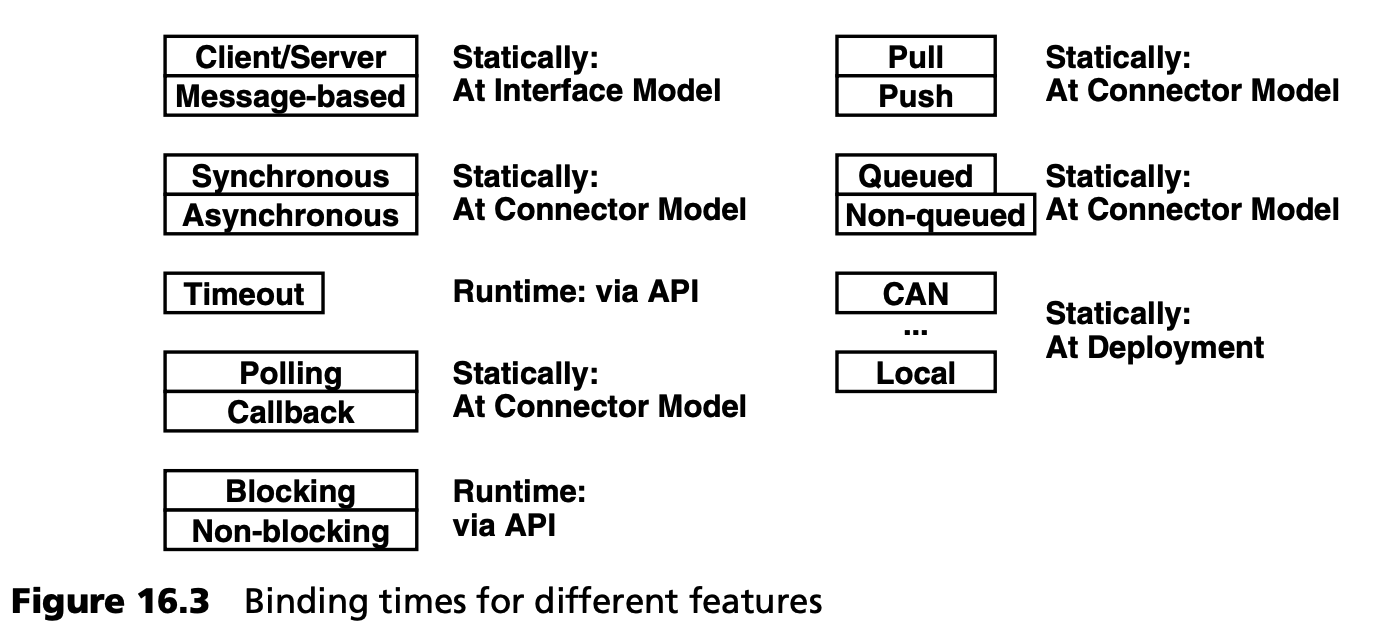 Client/Server
Message-based
Statically:
At Interface Model
Synchronous
Asynchronous
Statically:
At Connector Model
Timeout
Runtime: via API
Polling
Callback
Statically:
At Connector Model
Blocking
Non-blocking
Runtime:
via API
Pull
Push
Statically:
At Connector Model
Queued
Non-queued
Statically:
At Connector Model
CAN
...
Local
Statically:
At Deployment
Figure 16.3 Binding times for different features